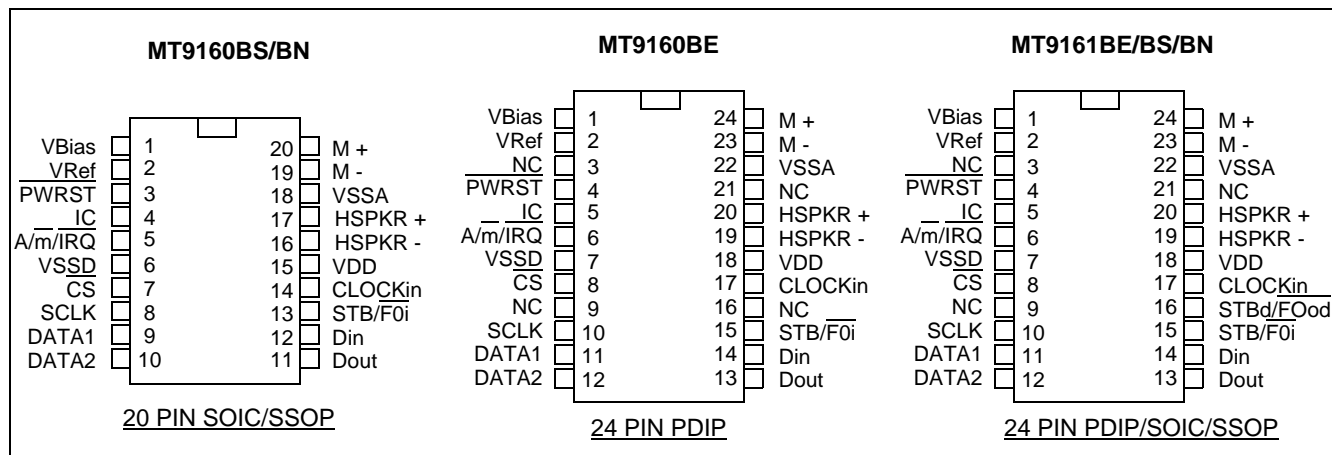 MT9160BS/BN
VBias 1 20 M +
VRef 2 19 M -
PWRST 3 18 VSSA
IC 4 17 HSPKR +
A/m/IRQ 5 16 HSPKR -
VSSD 6 15 VDD
CS 7 14 CLOCKin
SCLK 8 13 STB/F0i
DATA1 9 12 Din
DATA2 10 11 Dout
20 PIN SOIC/SSOP
MT9160BE
VBias 1 24 M +
VRef 2 23 M -
NC 3 22 VSSA
PWRST 4 21 NC
IC 5 20 HSPKR +
A/m/IRQ 6 19 HSPKR -
VSSD 7 18 VDD
CS 8 17 CLOCKin
NC 9 16 NC
SCLK 10 15 STB/F0i
DATA1 11 14 Din
DATA2 12 13 Dout
24 PIN PDIP
MT9161BE/BS/BN
VBias 1 24 M +
VRef 2 23 M -
NC 3 22 VSSA
PWRST 4 21 NC
IC 5 20 HSPKR +
A/m/IRQ 6 19 HSPKR -
VSSD 7 18 VDD
CS 8 17 CLOCKin
NC 9 16 STBd/FOod
SCLK 10 15 STB/F0i
DATA1 11 14 Din
DATA2 12 13 Dout
24 PIN PDIP/SOIC/SSOP